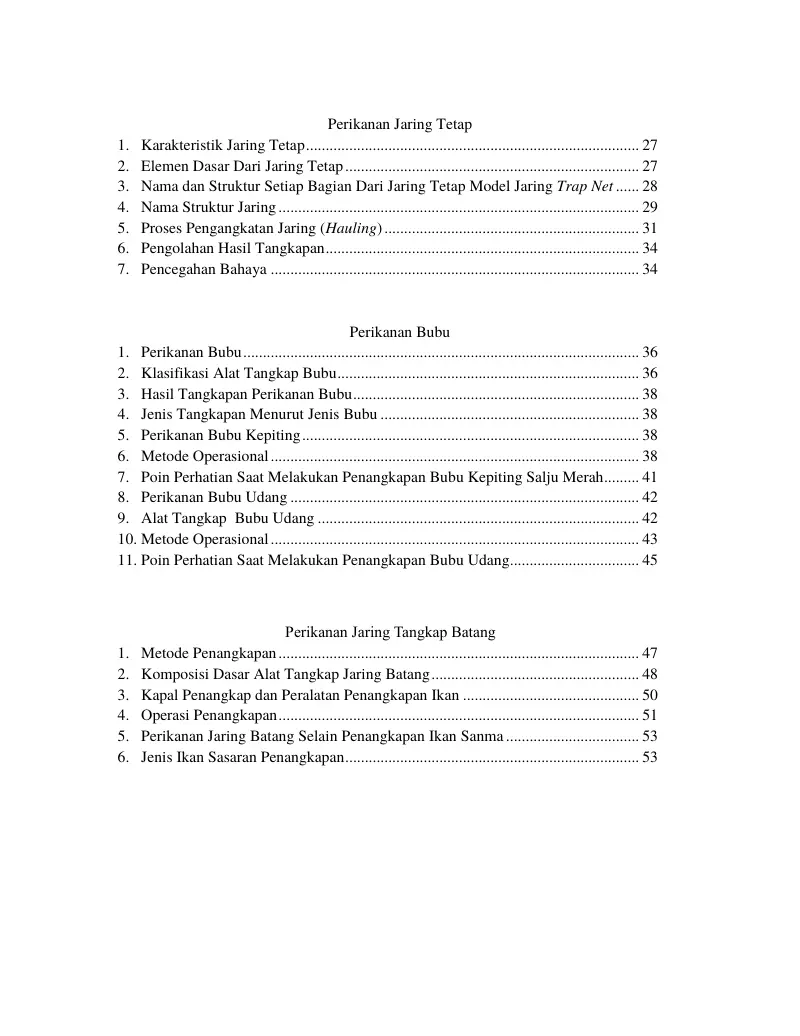 Perikanan Jaring Tetap
1. Karakteristik Jaring Tetap........................................................................................ 27
2. Elemen Dasar Dari Jaring Tetap............................................................................ 27
3. Nama dan Struktur Setiap Bagian Dari Jaring Tetap Model Jaring Trap Net ...... 28
4. Nama Struktur Jaring............................................................................................. 29
5. Proses Pengangkatan Jaring (Hauling).................................................................. 31
6. Pengolahan Hasil Tangkapan................................................................................ 34
7. Pencegahan Bahaya .............................................................................................. 34
Perikanan Bubu
1. Perikanan Bubu..................................................................................................... 36
2. Klasifikasi Alat Tangkap Bubu............................................................................. 36
3. Hasil Tangkapan Perikanan Bubu......................................................................... 38
4. Jenis Tangkapan Menurut Jenis Bubu .................................................................. 38
5. Perikanan Bubu Kepiting...................................................................................... 38
6. Metode Operasional.............................................................................................. 38
7. Poin Perhatian Saat Melakukan Penangkapan Bubu Kepiting Salju Merah......... 41
8. Perikanan Bubu Udang ......................................................................................... 42
9. Alat Tangkap  Bubu Udang .................................................................................. 42
10. Metode Operasional.............................................................................................. 43
11. Poin Perhatian Saat Melakukan Penangkapan Bubu Udang................................. 45
Perikanan Jaring Tangkap Batang
1. Metode Penangkapan............................................................................................ 47
2. Komposisi Dasar Alat Tangkap Jaring Batang..................................................... 48
3. Kapal Penangkap dan Peralatan Penangkapan Ikan ............................................. 50
4. Operasi Penangkapan............................................................................................ 51
5. Perikanan Jaring Batang Selain Penangkapan Ikan Sanma .................................. 53
6. Jenis Ikan Sasaran Penangkapan........................................................................... 53